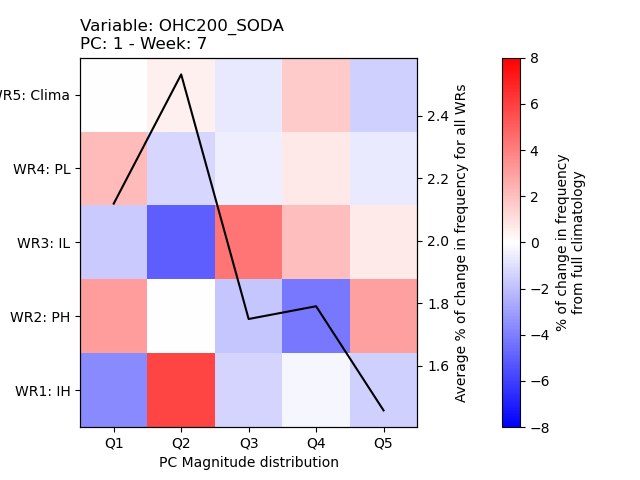 Variable: OHC200_SODA
PC: 1 - Week: 7
WR5: Clima
WR4: PL
WR3: IL
WR2: PH
WR1: IH
Q1 Q2 Q3 Q4 Q5
PC Magnitude distribution
2.4
2.2
2.0
1.8
1.6
Average % of change in frequency for all WRs
8
6
4
2
0
−2
−4
−6
−8
% of change in frequency
from full climatology